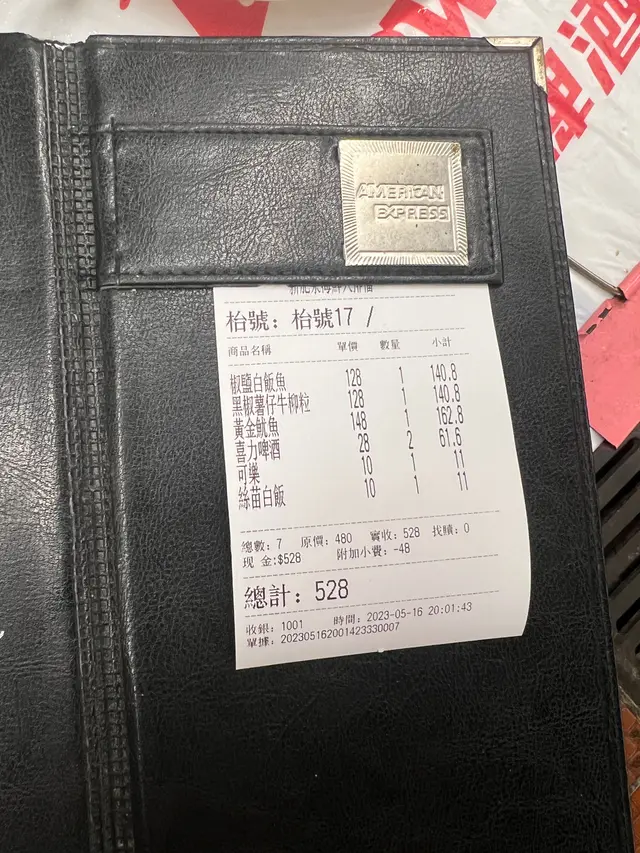 啤酒
AMERICAN
EXPRESS
枱號：枱號17 /
商品名稱 單價 數量 小計
椒鹽白飯魚 128 1 140.8
黑椒薯仔牛柳粒 128 1 140.8
黃金魷魚 148 1 162.8
喜力啤酒 28 2 61.6
可樂 10 1 11
絲苗白飯 10 1 11
總數：7 原價：480 實收：528 找贖：0
現 金:$528 附加小費：-48
總計：528
收銀：1001 時間：2023-05-16 20:01:43
單據：202305162001423330007